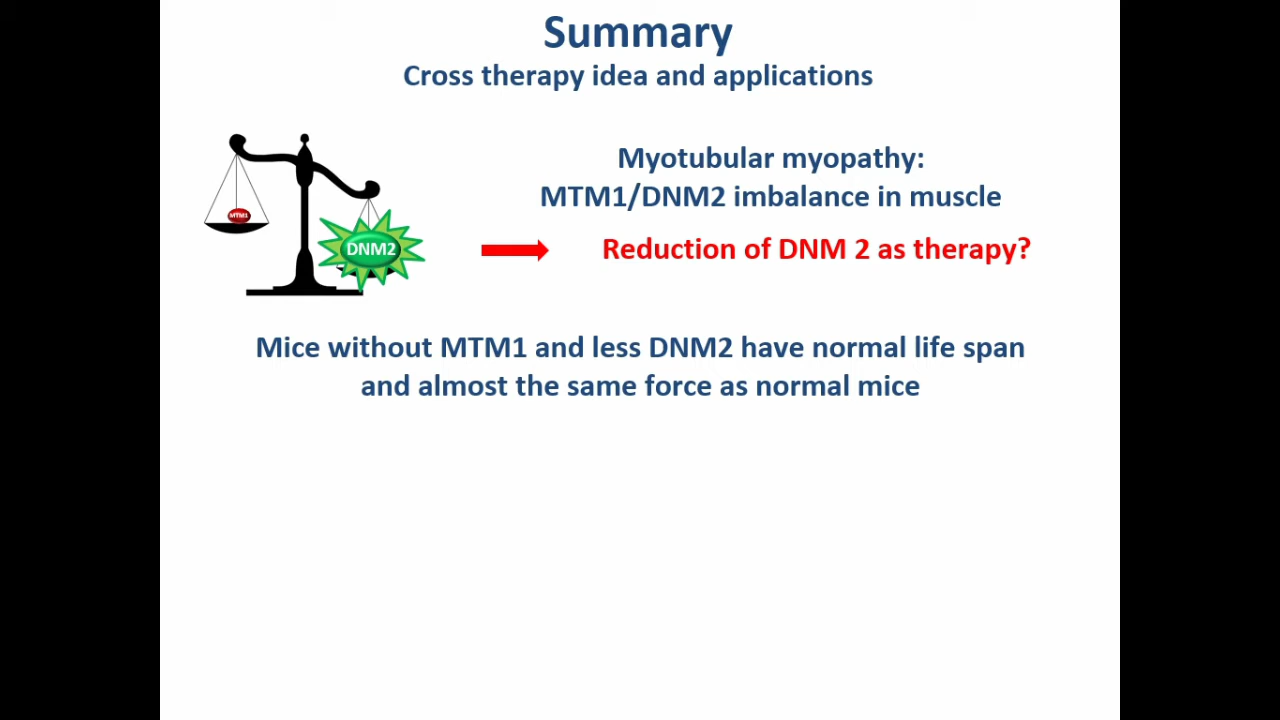 Summary
Cross therapy idea and applications
Myotubular myopathy:
MTM1/DNM2 imbalance in muscle
MTM1
DNM2
Reduction of DNM 2 as therapy?
Mice without MTM1 and less DNM2 have normal life span
and almost the same force as normal mice